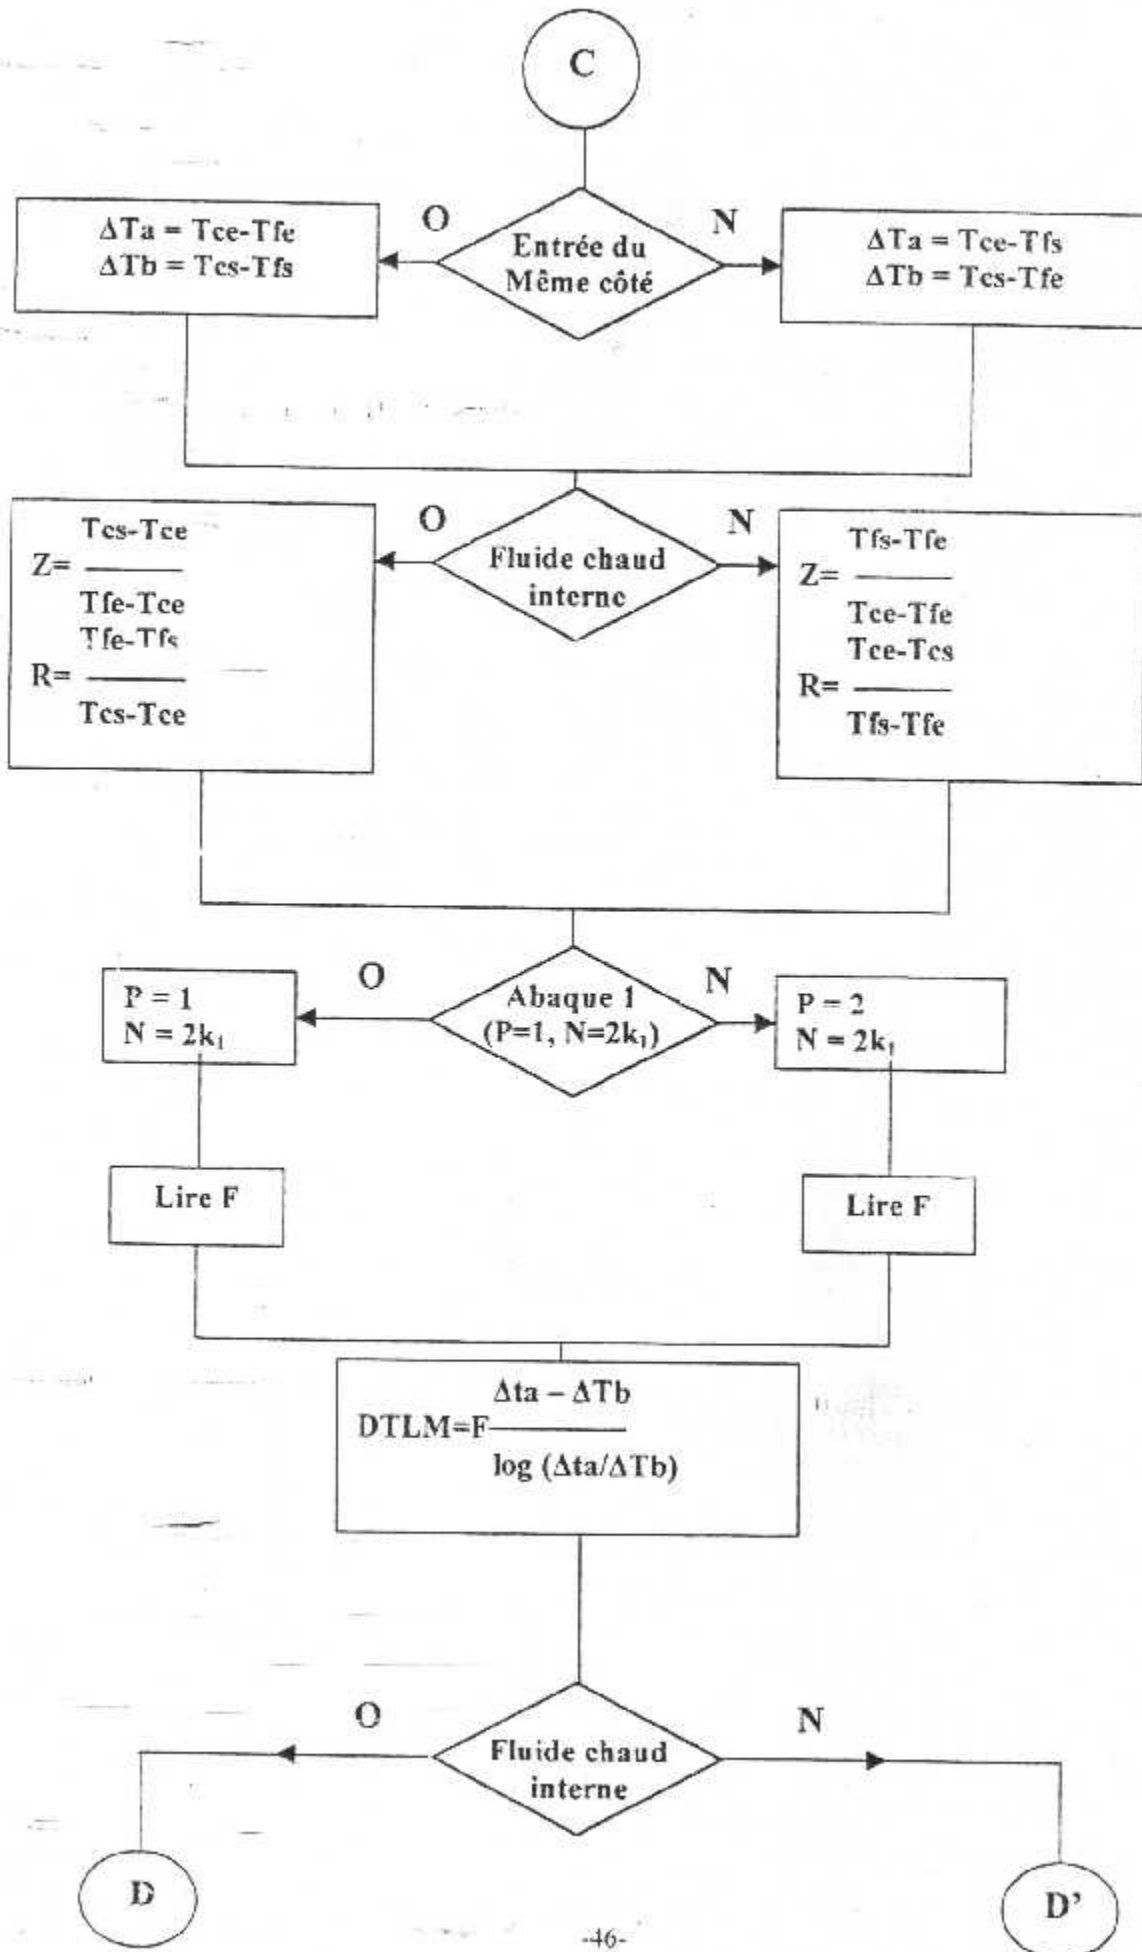 C
O
N
ΔTa = Tce-Tfe
ΔTb = Tcs-Tfs
Entrée du
Même côté
ΔTa = Tce-Tfs
ΔTb = Tcs-Tfe
O
N
Tcs-Tce
Z=
Tfe-Tce
Tfe-Tfs
R=
Tcs-Tce
Fluide chaud
interne
Tfs-Tfe
Z=
Tce-Tfe
Tce-Tcs
R=
Tfs-Tfe
O
N
P = 1
N = 2k₁
Abaque 1
(P=1, N=2k₁)
P = 2
N = 2k₁
Lire F
Lire F
Δta – ΔTb
DTLM=F
log (Δta/ΔTb)
O
N
Fluide chaud
interne
D
D’
-46-